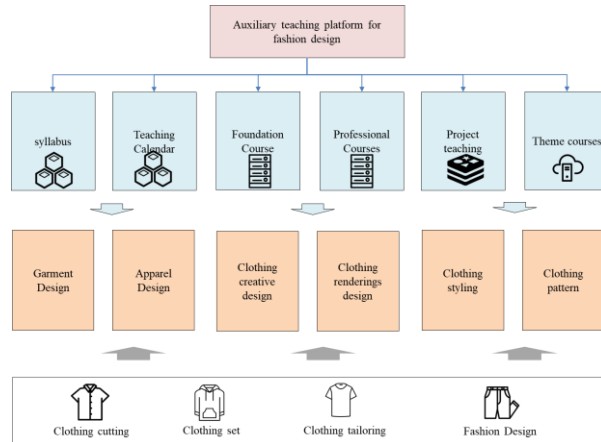 Auxiliary teaching platform for
fashion design
syllabus
Teaching
Calendar
Foundation
Course
Professional
Courses
Project
teaching
Theme courses
Garment
Design
Apparel
Design
Clothing
creative
design
Clothing
renderings
design
Clothing
styling
Clothing
pattern
Clothing cutting
Clothing set
Clothing tailoring
Fashion Design